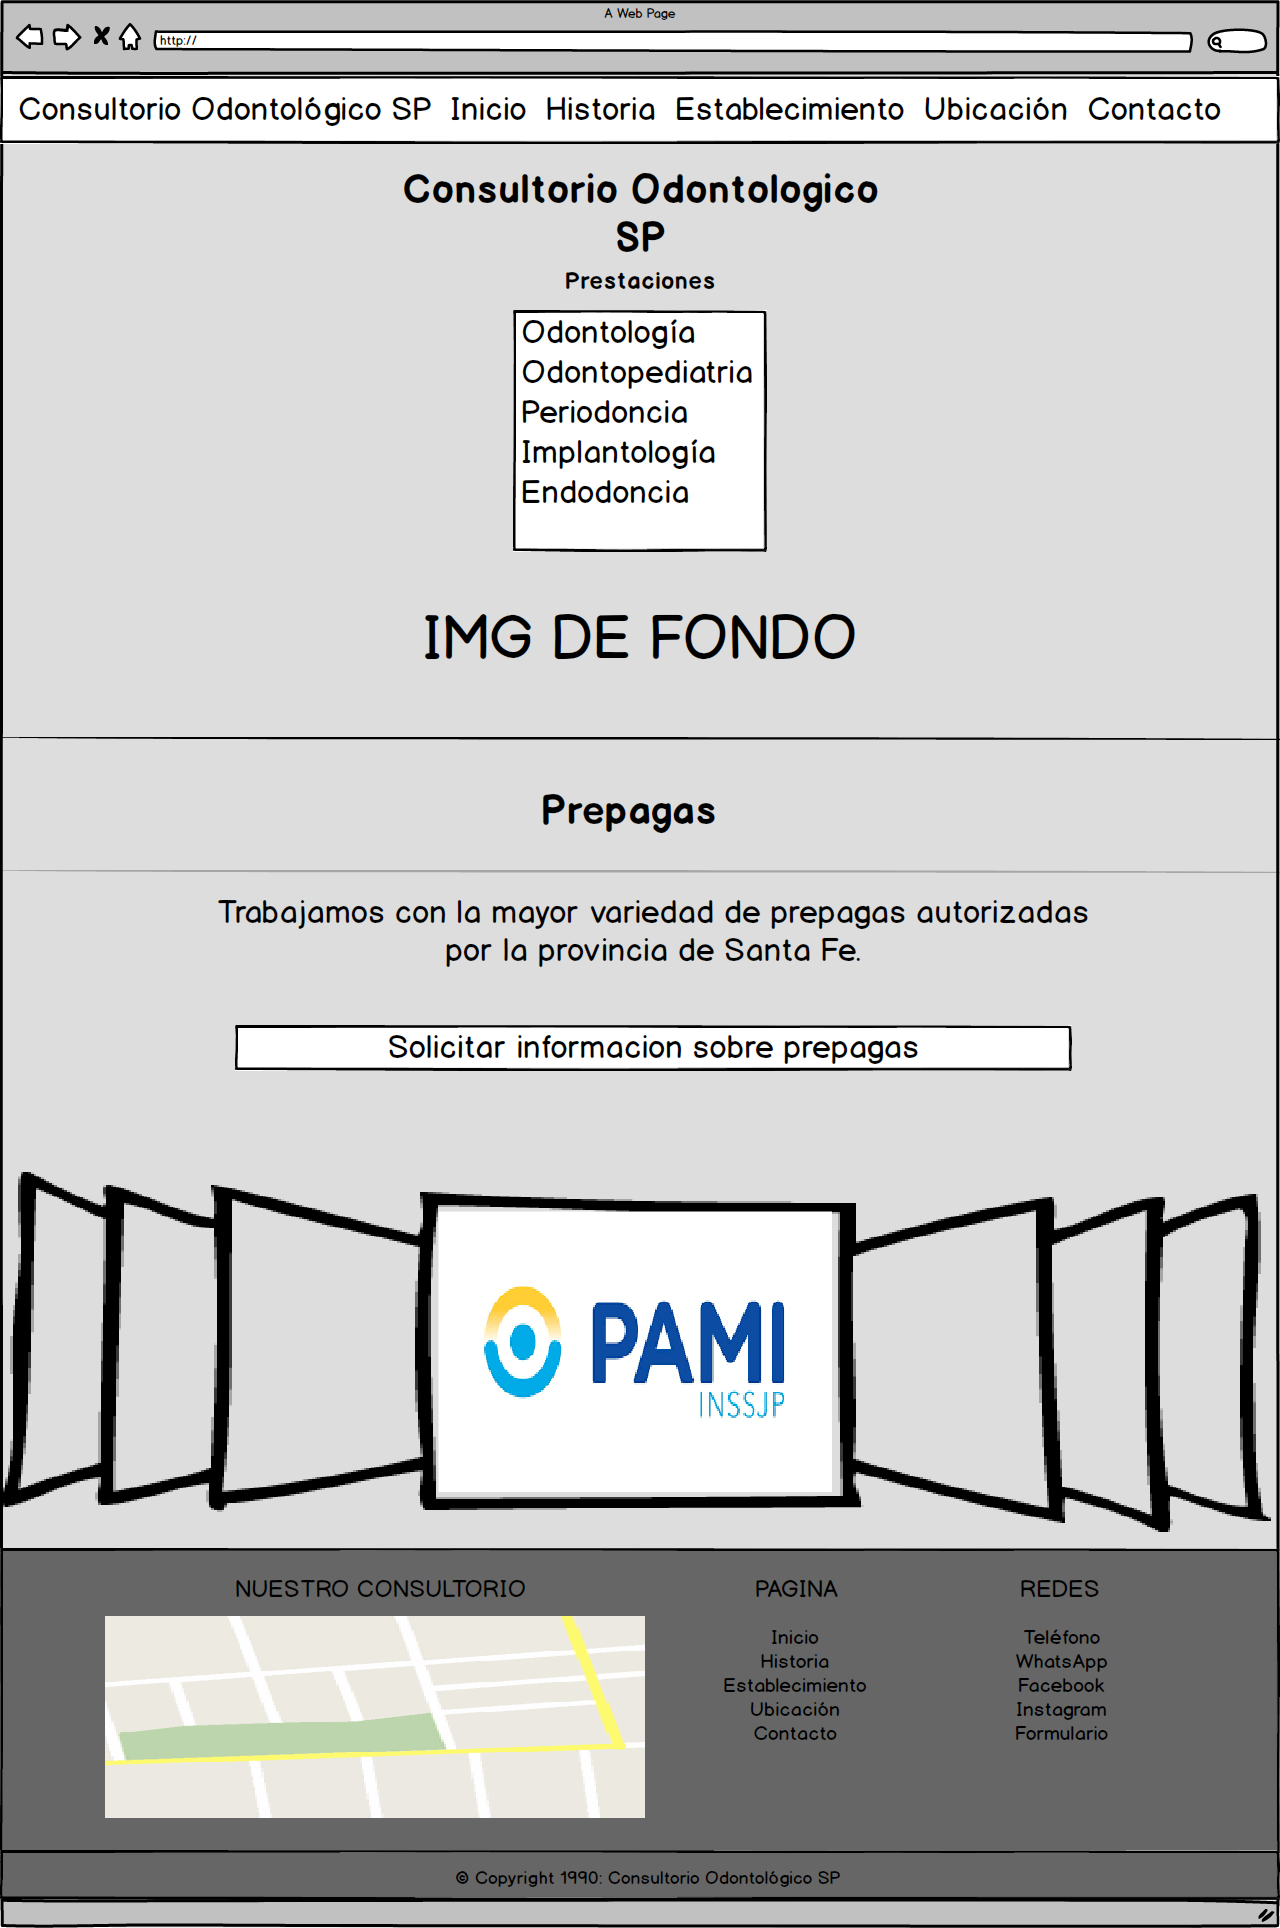 A Web Page
http://
Consultorio Odontológico SP Inicio Historia Establecimiento Ubicación Contacto
Consultorio Odontologico
SP
Prestaciones
Odontología
Odontopediatria
Periodoncia
Implantología
Endodoncia
IMG DE FONDO
Prepagas
Trabajamos con la mayor variedad de prepagas autorizadas
por la provincia de Santa Fe.
Solicitar informacion sobre prepagas
PAMI
INSSJP
NUESTRO CONSULTORIO
PAGINA
Inicio
Historia
Establecimiento
Ubicación
Contacto
REDES
Teléfono
WhatsApp
Facebook
Instagram
Formulario
© Copyright 1990: Consultorio Odontológico SP